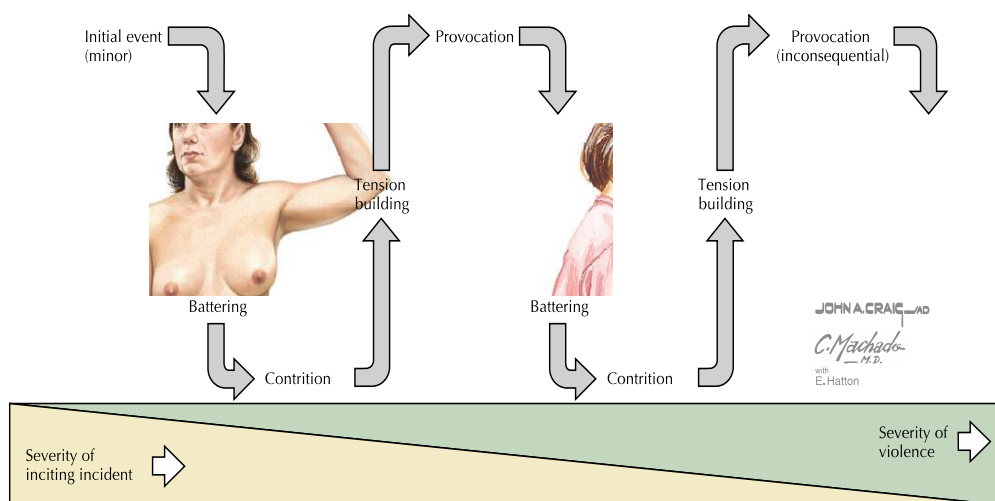 Initial event
(minor)
Provocation
Provocation
(inconsequential)
Tension
building
Tension
building
Battering
Battering
Contrition
Contrition
JOHN A. CRAIG_AD
C. Machado
M.D.
with
E. Hatton
Severity of
inciting incident
Severity of
violence